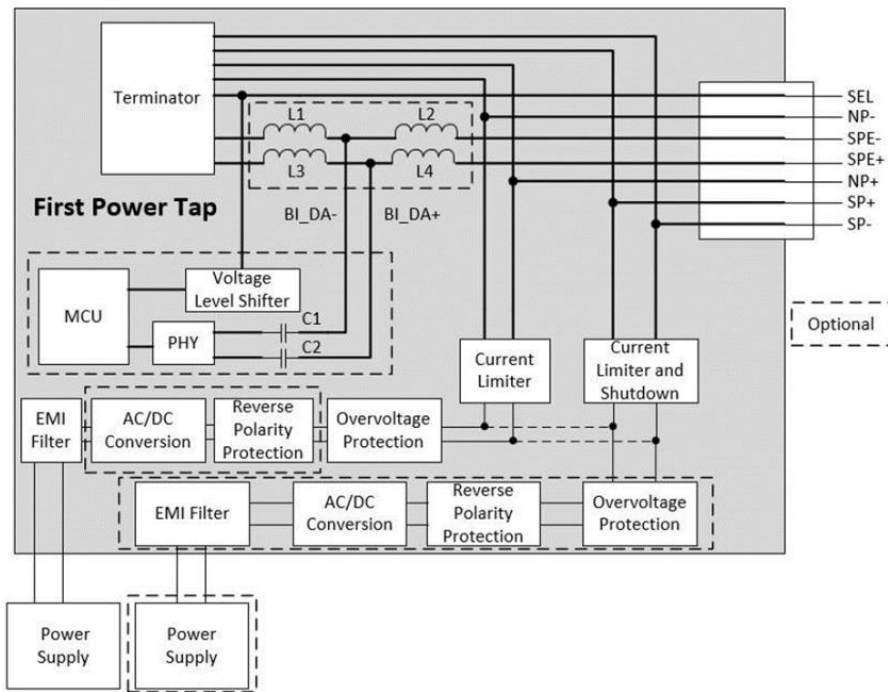 Terminator
L1
L2
L3
L4
SEL
NP-
SPE-
SPE+
NP+
SP+
SP-
First Power Tap
BI_DA-
BI_DA+
MCU
Voltage
Level Shifter
PHY
C1
C2
Optional
Current
Limiter
Current
Limiter and
Shutdown
EMI
Filter
AC/DC
Conversion
Reverse
Polarity
Protection
Overvoltage
Protection
EMI Filter
AC/DC
Conversion
Reverse
Polarity
Protection
Overvoltage
Protection
Power
Supply
Power
Supply